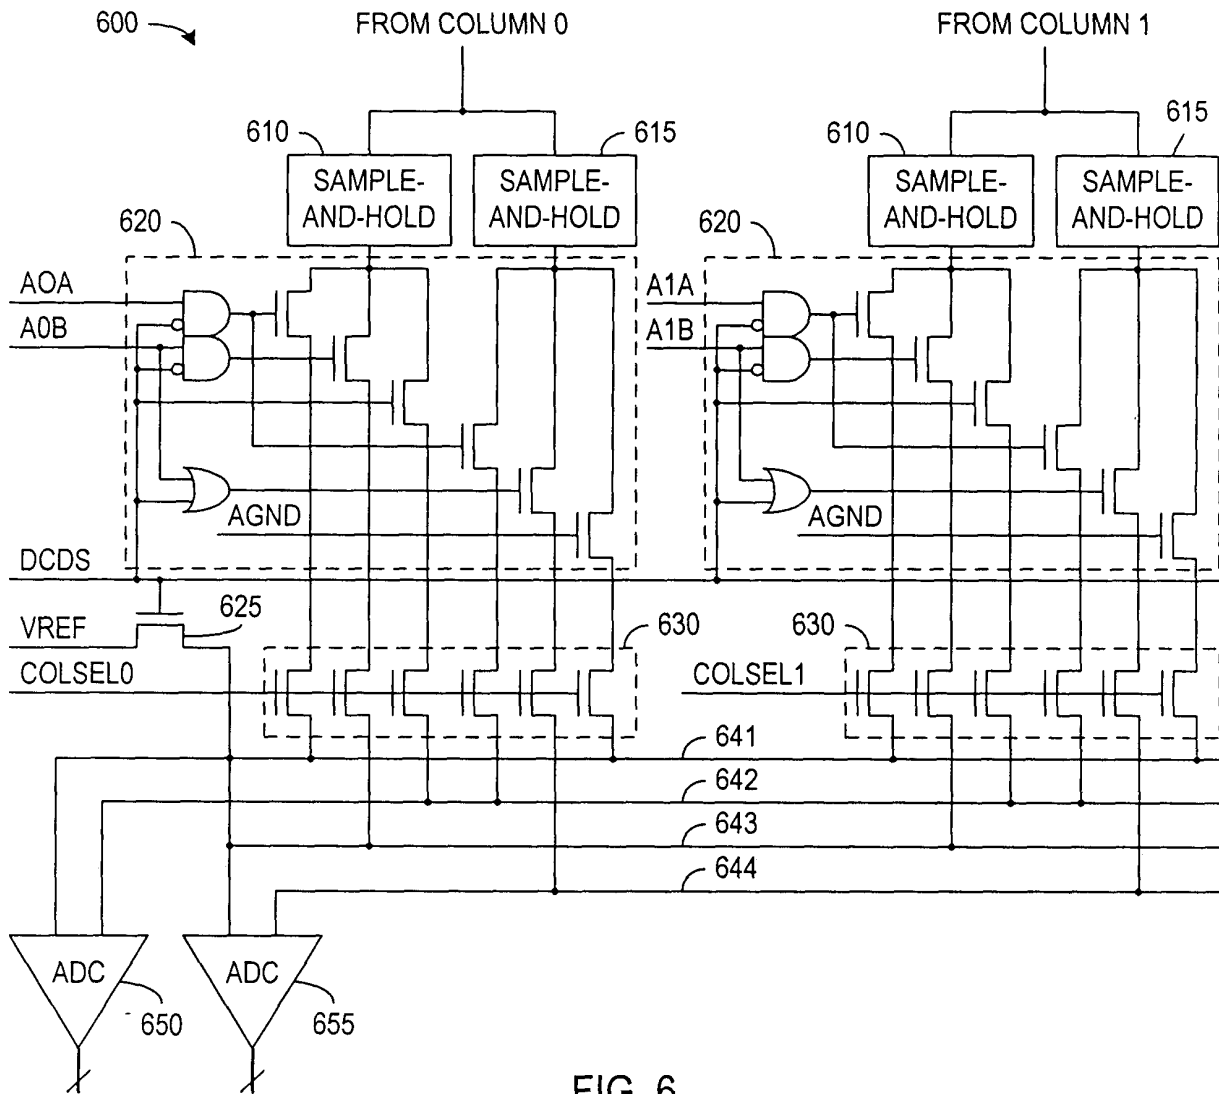 600
FROM COLUMN 0
FROM COLUMN 1
610
615
610
615
SAMPLE-
AND-HOLD
SAMPLE-
AND-HOLD
SAMPLE-
AND-HOLD
SAMPLE-
AND-HOLD
620
620
AOA
A0B
A1A
A1B
AGND
AGND
DCDS
625
VREF
630
630
COLSEL0
COLSEL1
641
642
643
644
ADC
ADC
650
655
FIG. 6